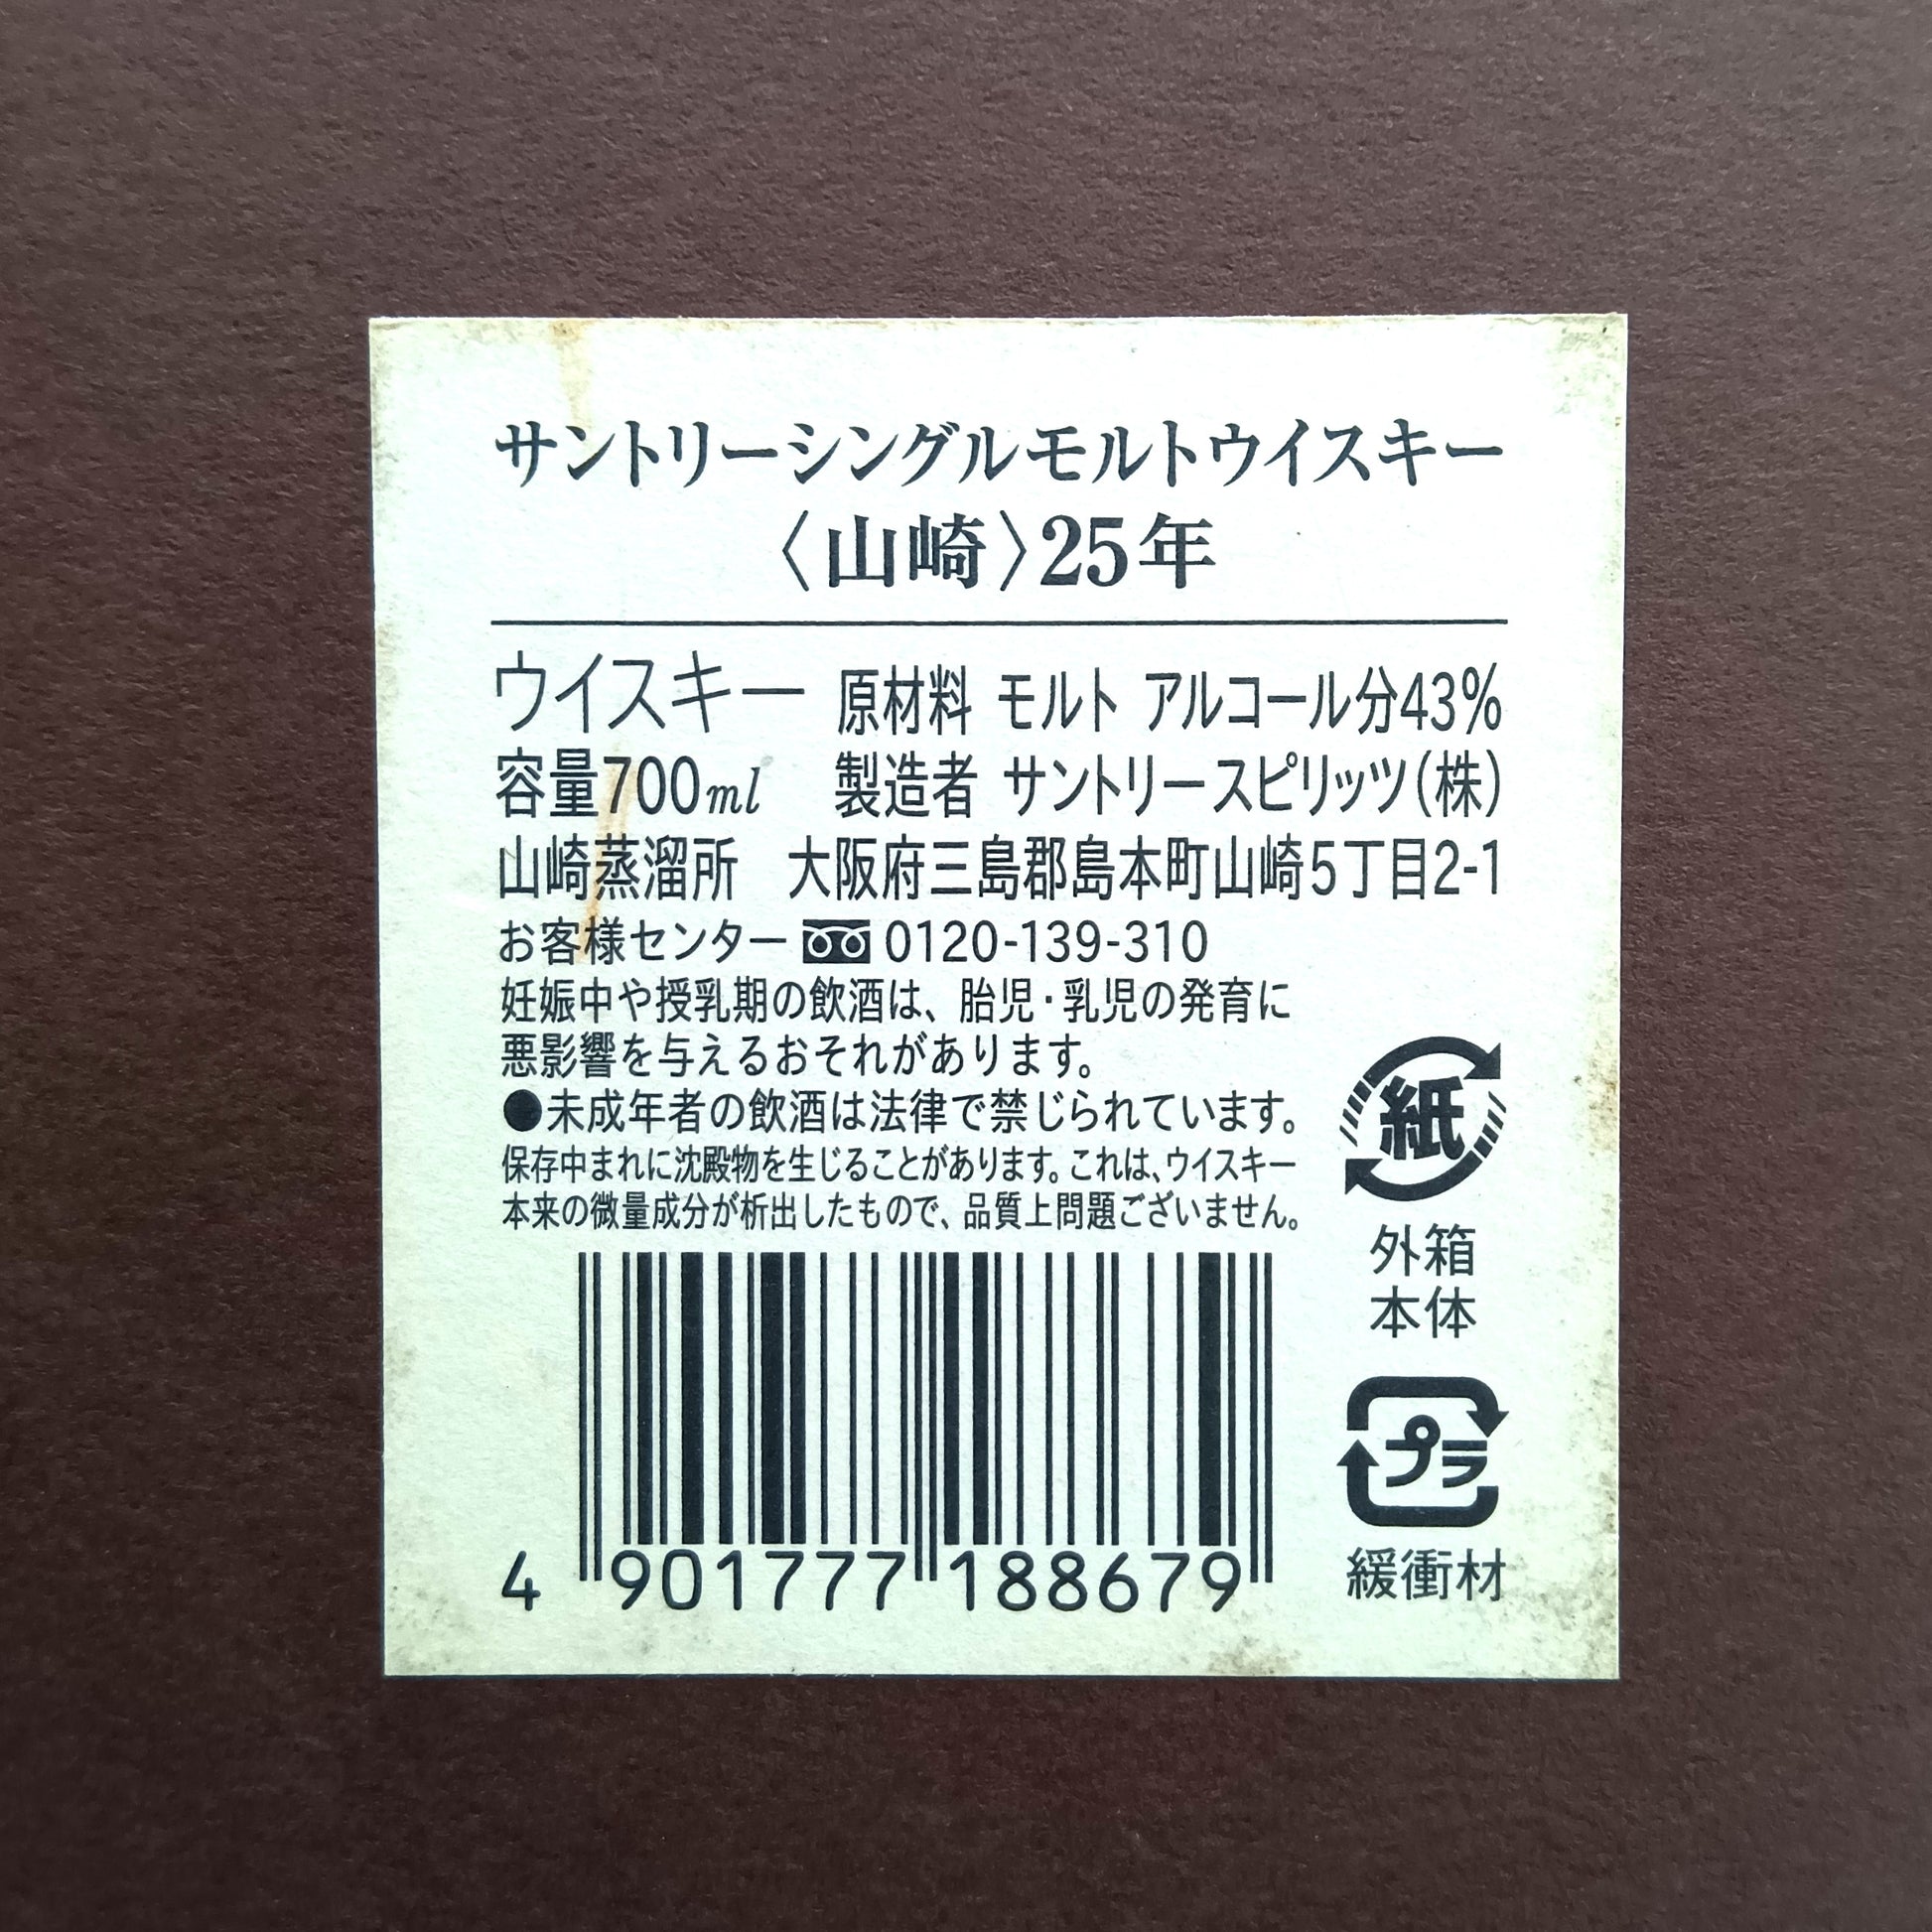 サントリーシングルモルトウイスキー
〈山崎〉25年
ウイスキー 原材料 モルト アルコール分43%
容量700ml 製造者 サントリースピリッツ(株)
山崎蒸溜所 大阪府三島郡島本町山崎5丁目2-1
お客様センター 0120-139-310
妊娠中や授乳期の飲酒は、胎児・乳児の発育に
悪影響を与えるおそれがあります。
●未成年者の飲酒は法律で禁じられています。
保存中まれに沈殿物を生じることがあります。これは、ウイスキー
本来の微量成分が析出したもので、品質上問題ございません。
紙
外箱
本体
プラ
緩衝材
4 901777 188679